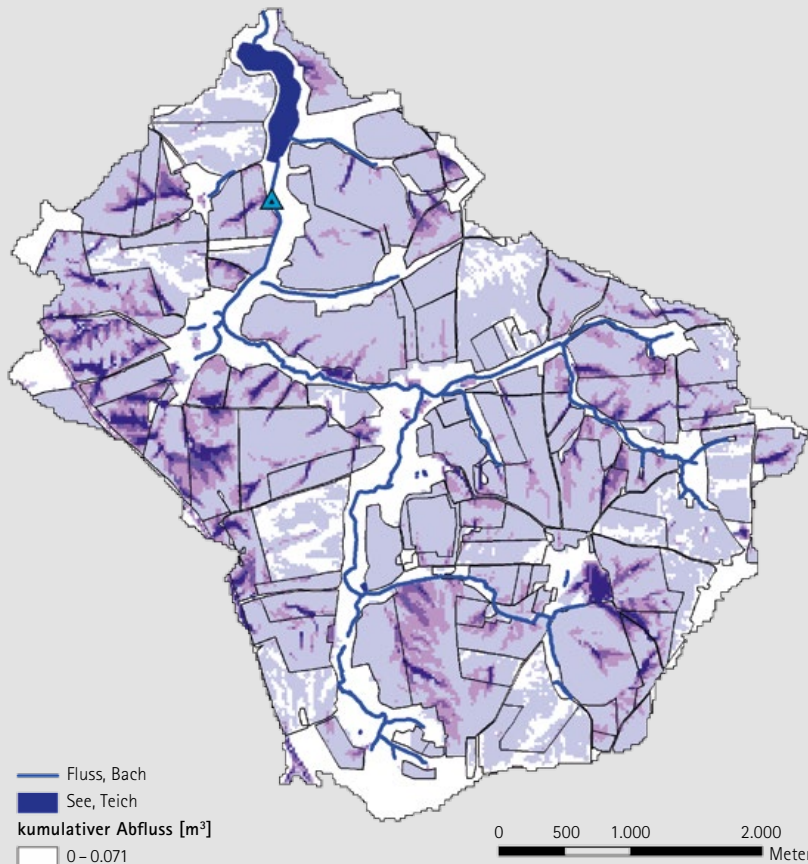 Fluss, Bach
See, Teich
kumulativer Abfluss [m³]
0 – 0.071
0 500 1.000 2.000
Meter